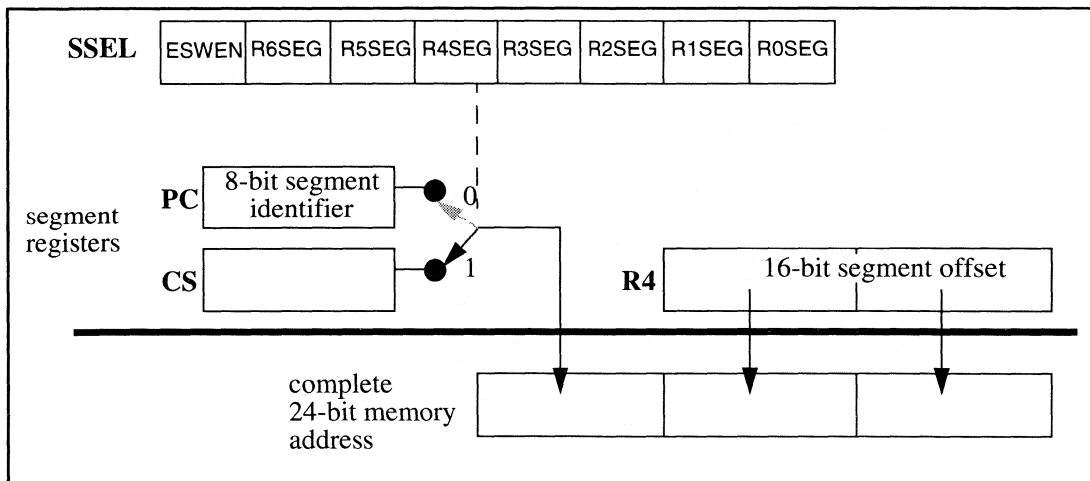 SSEL ESWEN R6SEG R5SEG R4SEG R3SEG R2SEG R1SEG R0SEG
PC
8-bit segment
identifier
0
segment
registers
CS
1
R4
16-bit segment offset
complete
24-bit memory
address